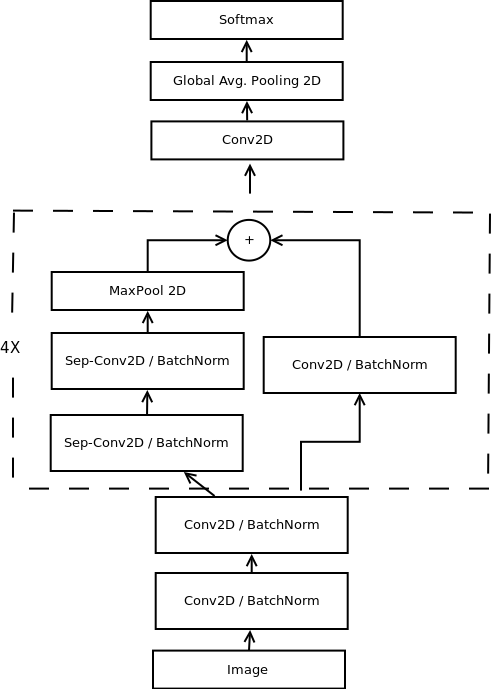 Softmax
Global Avg. Pooling 2D
Conv2D
+
MaxPool 2D
4X
Sep-Conv2D / BatchNorm
Conv2D / BatchNorm
Sep-Conv2D / BatchNorm
Conv2D / BatchNorm
Conv2D / BatchNorm
Image